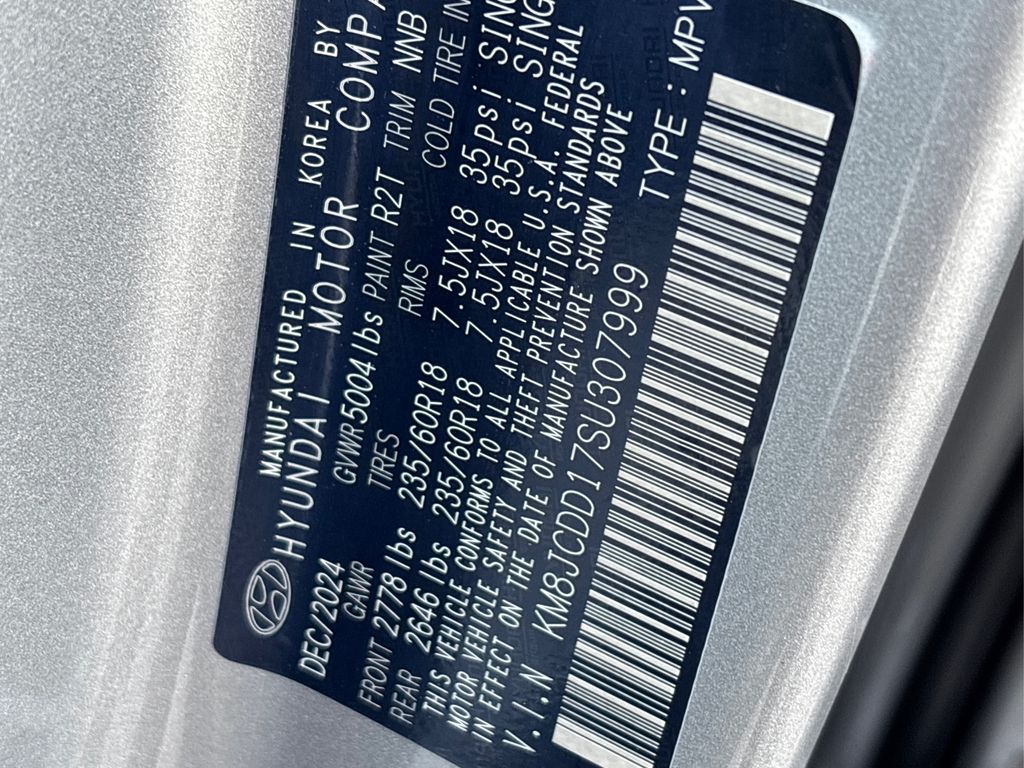 MANUFACTURED IN KOREA BY
HYUNDAI MOTOR COMPA
DEC/2024 GVWR 5004 lbs PAINT R2T TRIM NNB
GAWR TIRES RIMS COLD TIRE IN
FRONT 2778 lbs 235/60R18 7.5JX18 35psi SING
REAR 2646 lbs 235/60R18 7.5JX18 35psi SING
THIS VEHICLE CONFORMS TO ALL APPLICABLE U.S.A. FEDERAL
MOTOR VEHICLE SAFETY AND THEFT PREVENTION STANDARDS
IN EFFECT ON THE DATE OF MANUFACTURE SHOWN ABOVE
V.I.N KM8JCDD17SU307999 TYPE : MPV